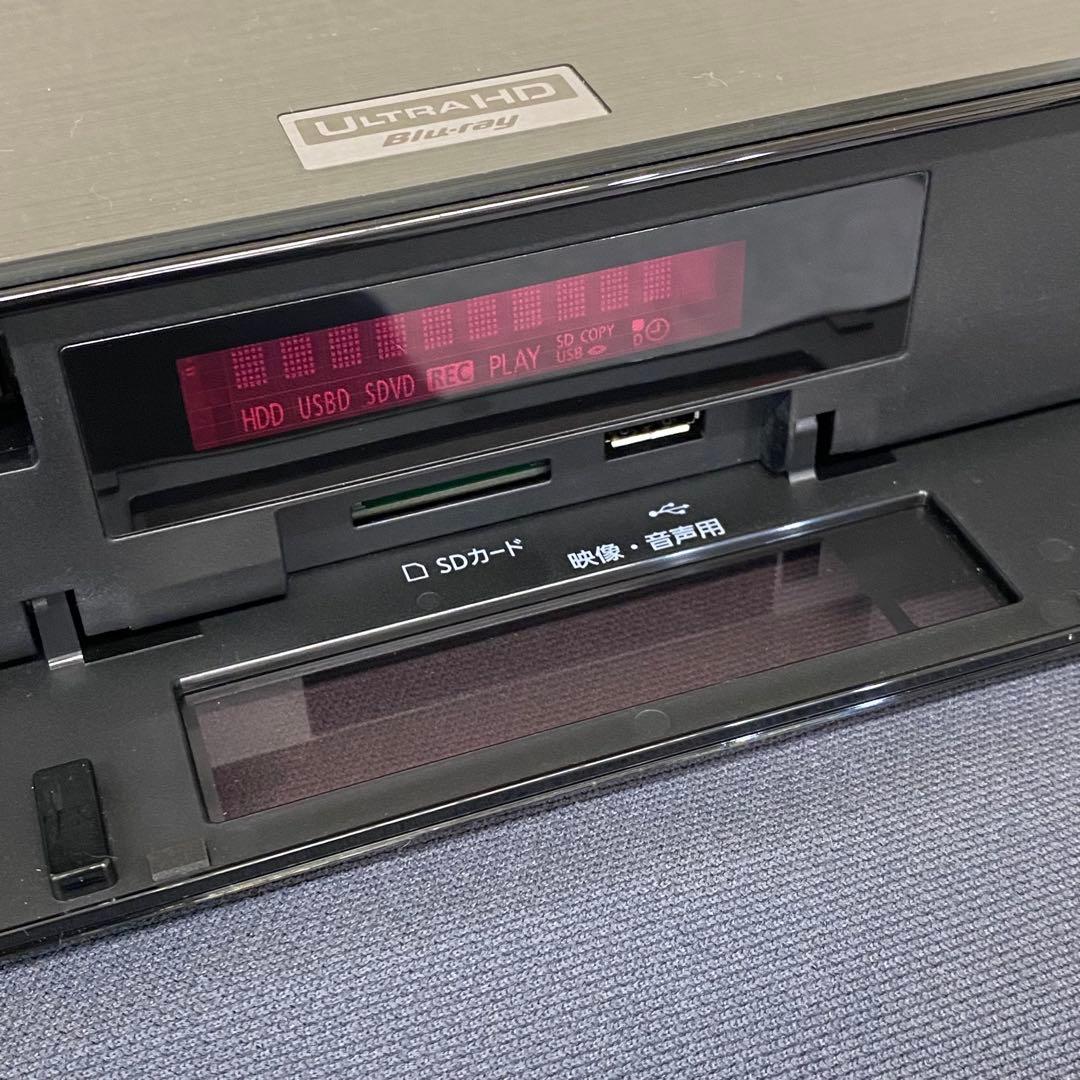 ULTRA HD
Blu-ray
HDD USBD SDVD REC PLAY SD COPY
USB
D
SDカード
映像・音声用